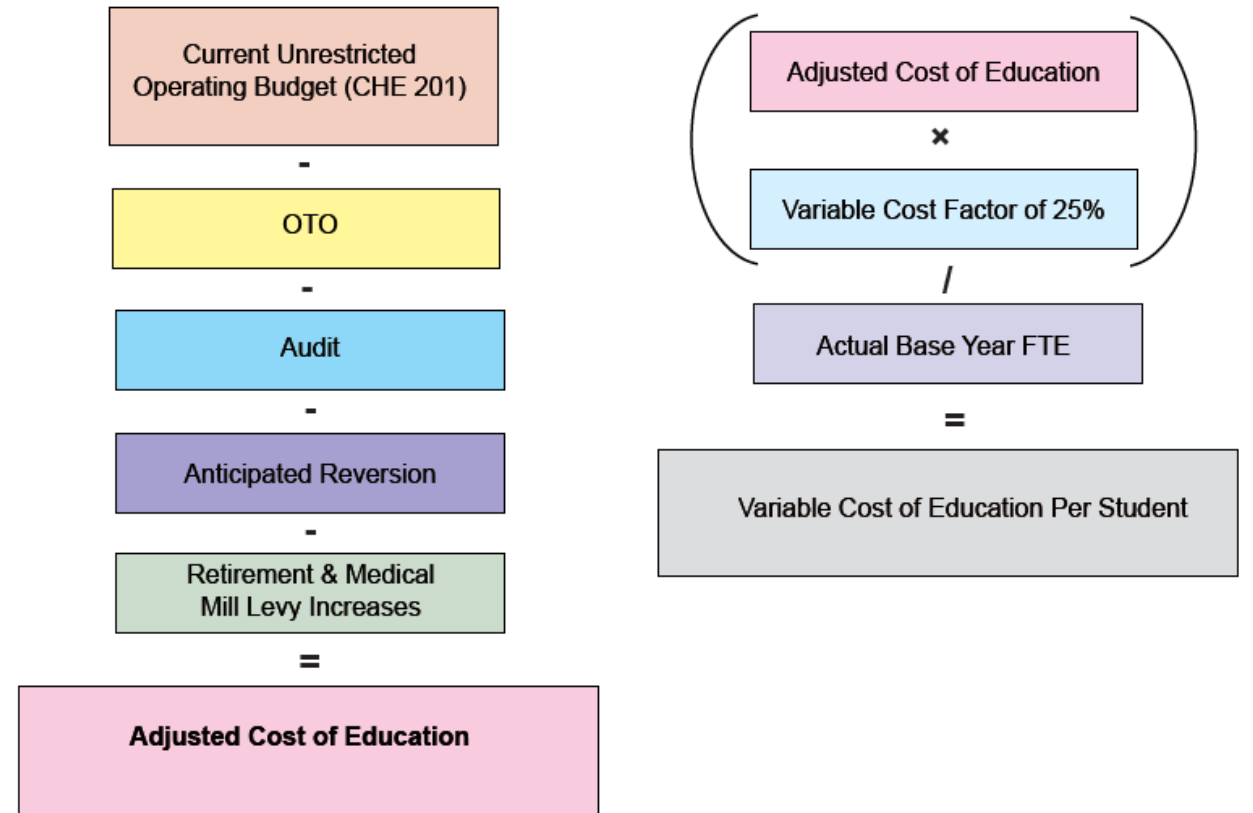 Current Unrestricted
Operating Budget (CHE 201)
-
OTO
-
Audit
-
Anticipated Reversion
-
Retirement & Medical
Mill Levy Increases
=
Adjusted Cost of Education
(
Adjusted Cost of Education
×
Variable Cost Factor of 25%
)
/
Actual Base Year FTE
=
Variable Cost of Education Per Student